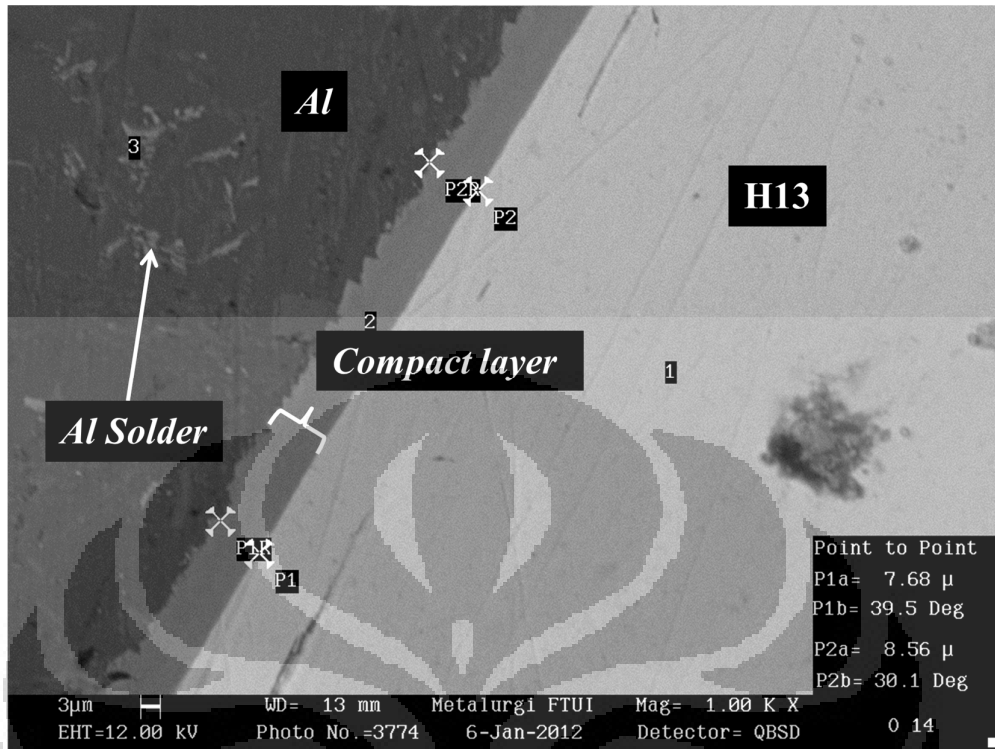 Al
3
P2R
P2
H13
2
Compact layer
1
Al Solder
P1R
P1
Point to Point
P1a= 7.68 µ
P1b= 39.5 Deg
P2a= 8.56 µ
P2b= 30.1 Deg
3µm WD= 13 mm Metalurgi FTUI Mag= 1.00 K X
EHT=12.00 kV Photo No.=3774 6-Jan-2012 Detector= QBSD
0 14